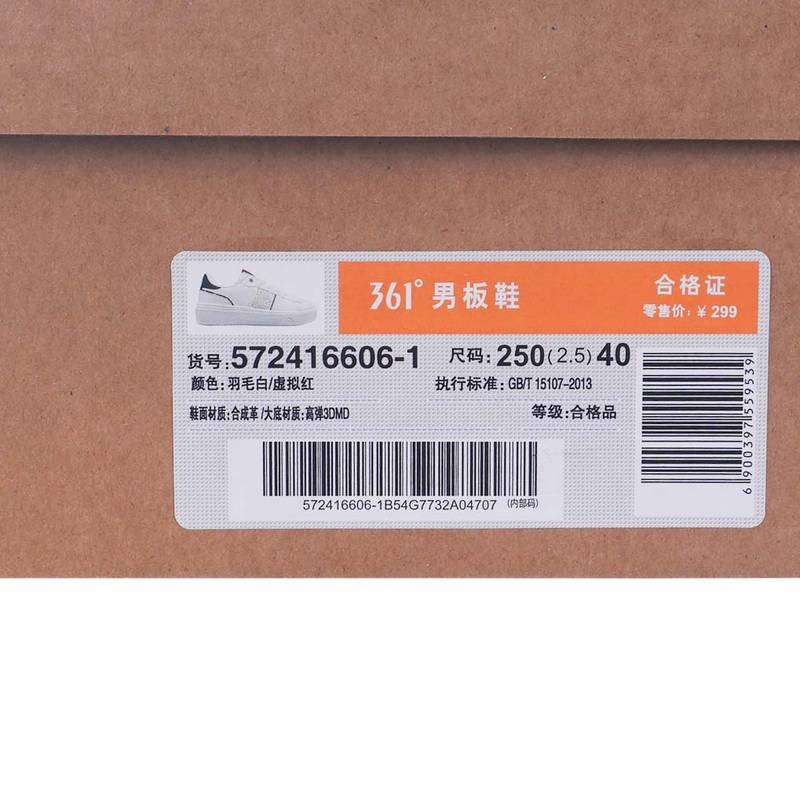 361° 男板鞋
合格证
零售价: ¥ 299
货号:572416606-1
尺码: 250(2.5)40
颜色: 羽毛白/虚拟红
执行标准: GB/T 15107-2013
鞋面材质:合成革/大底材质:高弹3DMD
等级:合格品
572416606-1B54G7732A04707 (内部码)
6900397559539